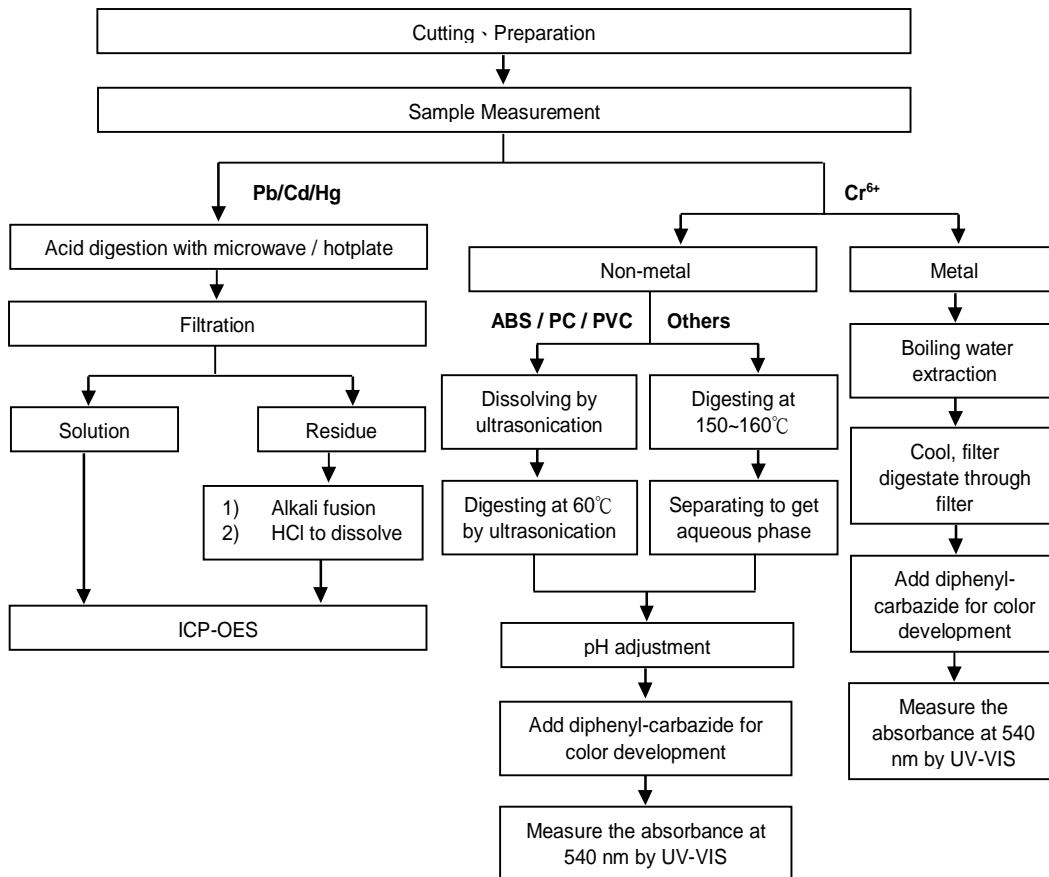 Cutting、Preparation
Sample Measurement
Pb/Cd/Hg
Acid digestion with microwave / hotplate
Filtration
Solution
Residue
1) Alkali fusion
2) HCl to dissolve
ICP-OES
Cr⁶⁺
Non-metal
ABS / PC / PVC
Others
Dissolving by
ultrasonication
Digesting at 60℃
by ultrasonication
Digesting at
150~160℃
Separating to get
aqueous phase
pH adjustment
Add diphenyl-carbazide for
color development
Measure the absorbance at
540 nm by UV-VIS
Metal
Boiling water
extraction
Cool, filter
digestate through
filter
Add diphenyl-
carbazide for color
development
Measure the
absorbance at 540
nm by UV-VIS